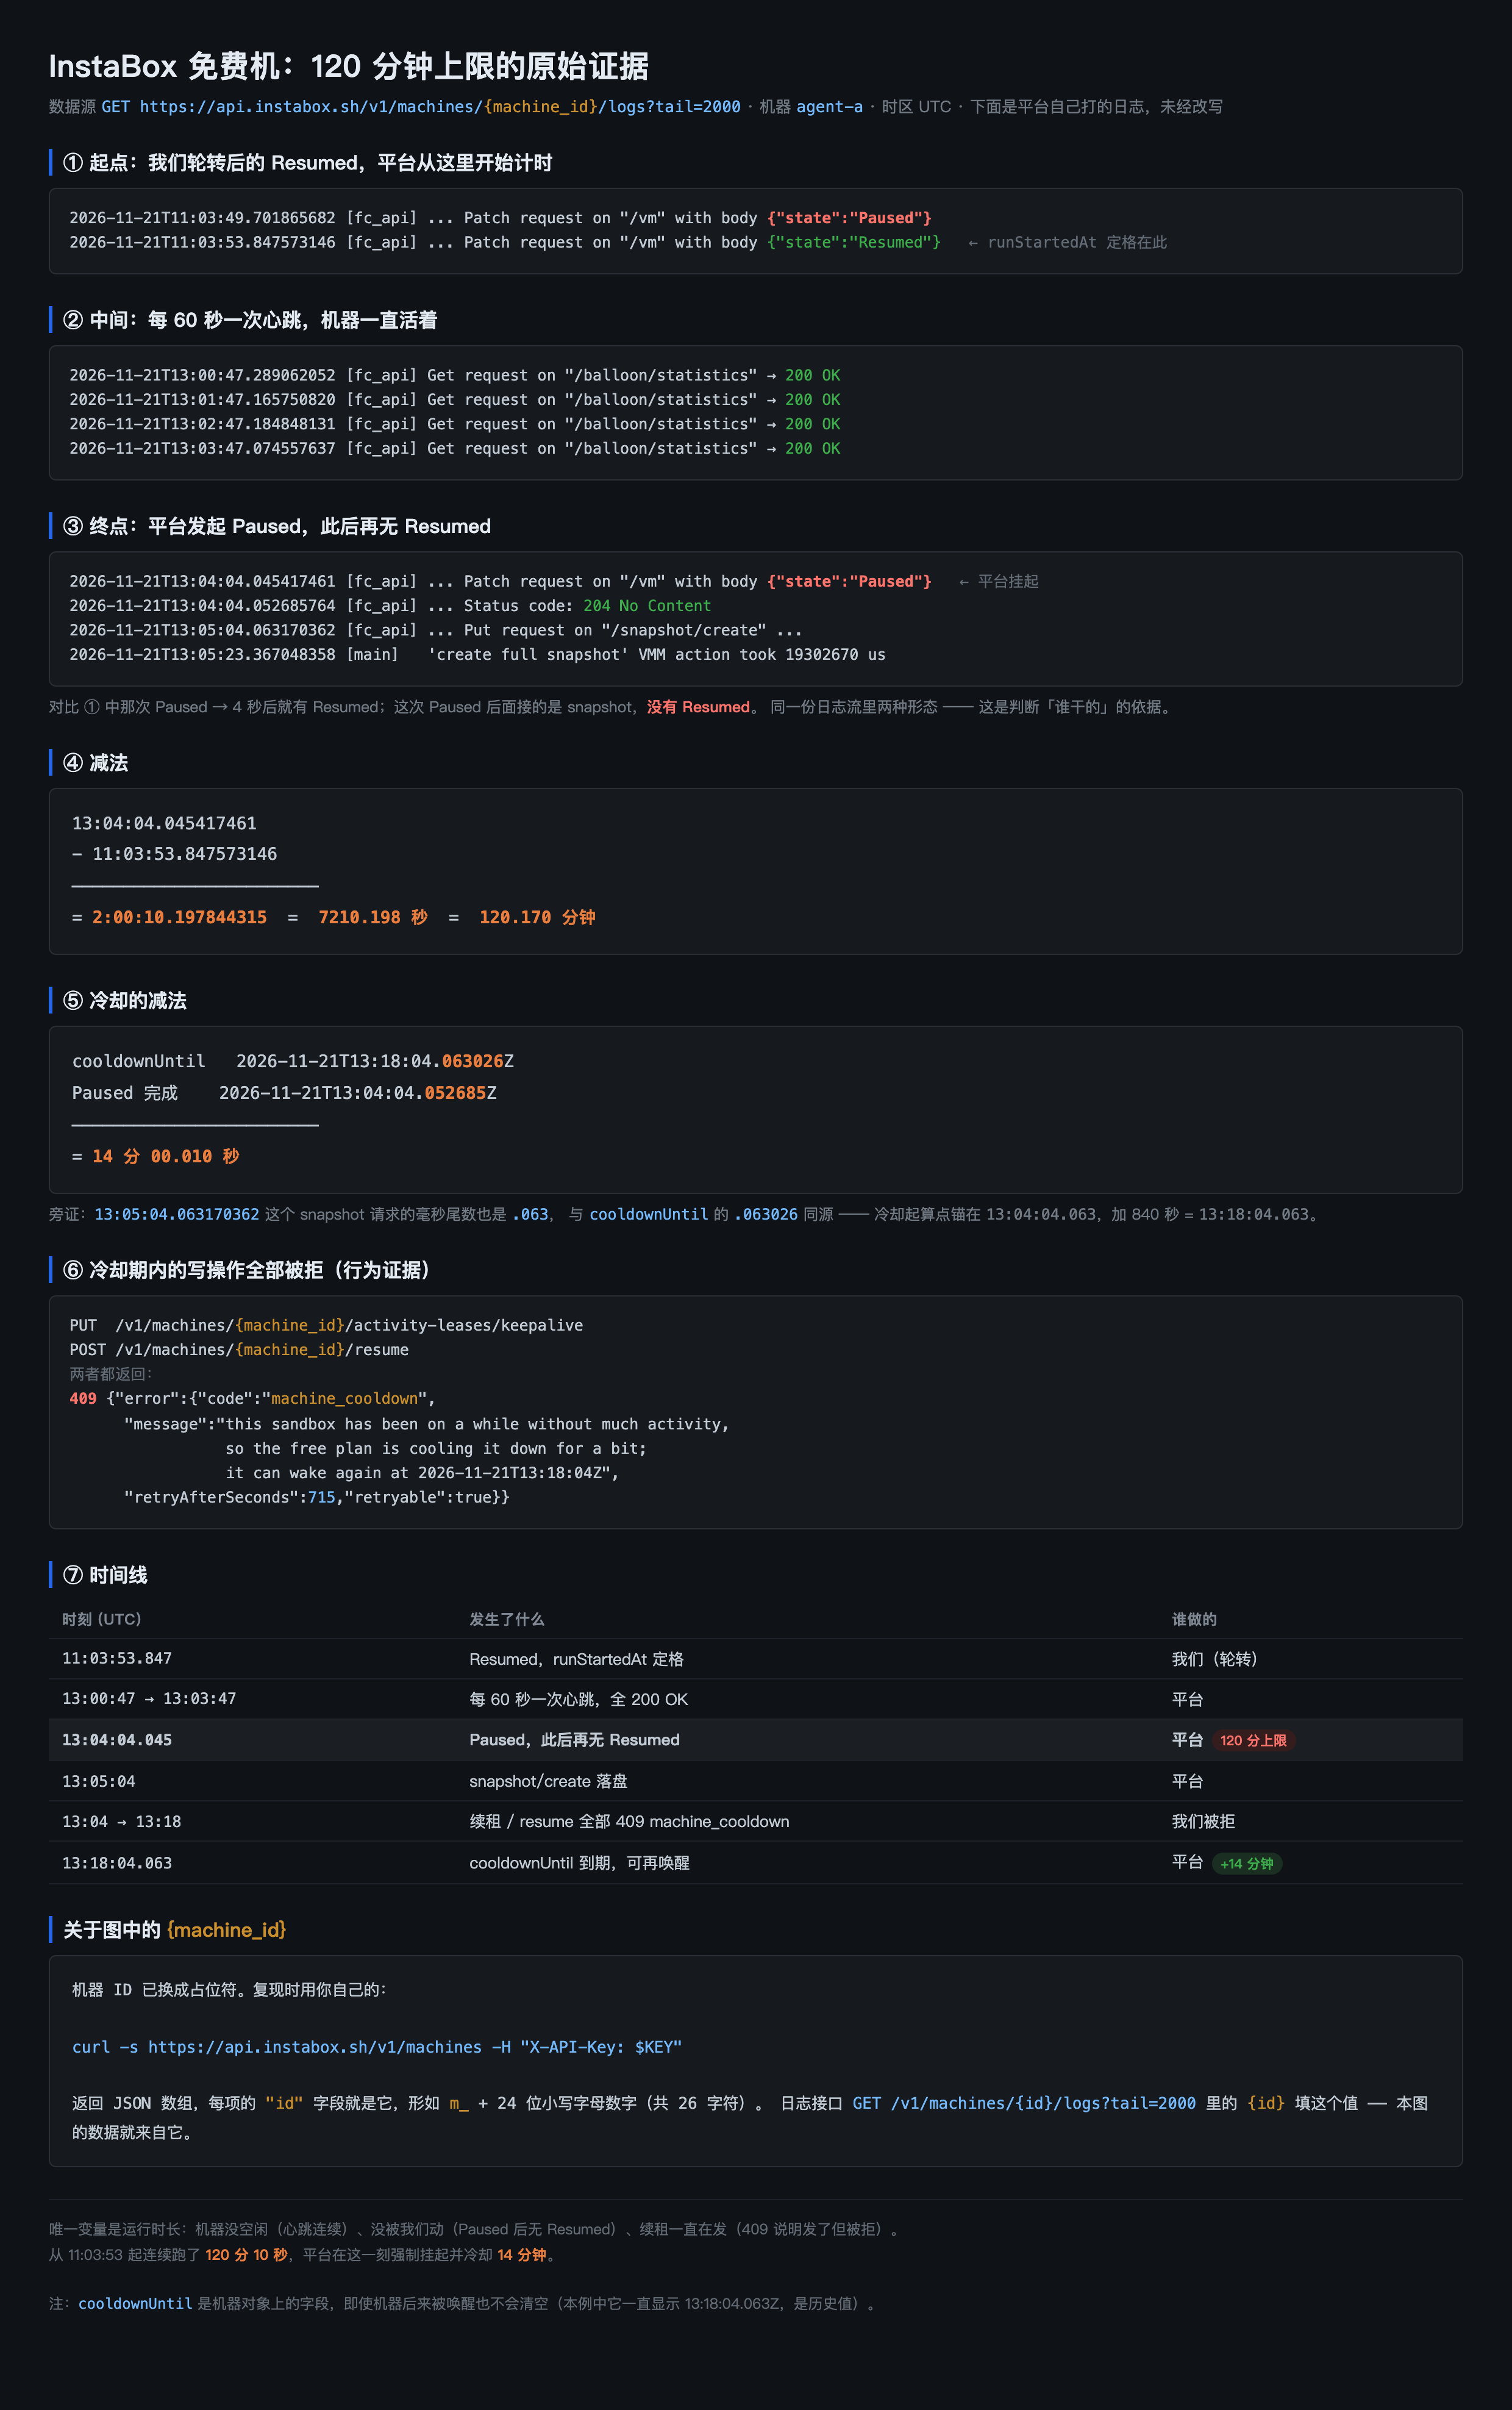 InstaBox 免费机：120 分钟上限的原始证据
数据源 GET https://api.instabox.sh/v1/machines/{machine_id}/logs?tail=2000 · 机器 agent-a · 时区 UTC · 下面是平台自己打的日志，未经改写
① 起点：我们轮转后的 Resumed，平台从这里开始计时
2026-11-21T11:03:49.701865682 [fc_api] ... Patch request on "/vm" with body {"state":"Paused"}
2026-11-21T11:03:53.847573146 [fc_api] ... Patch request on "/vm" with body {"state":"Resumed"} ← runStartedAt 定格在此
② 中间：每 60 秒一次心跳，机器一直活着
2026-11-21T13:00:47.289062052 [fc_api] Get request on "/balloon/statistics" → 200 OK
2026-11-21T13:01:47.165750820 [fc_api] Get request on "/balloon/statistics" → 200 OK
2026-11-21T13:02:47.184848131 [fc_api] Get request on "/balloon/statistics" → 200 OK
2026-11-21T13:03:47.074557637 [fc_api] Get request on "/balloon/statistics" → 200 OK
③ 终点：平台发起 Paused，此后再无 Resumed
2026-11-21T13:04:04.045417461 [fc_api] ... Patch request on "/vm" with body {"state":"Paused"} ← 平台挂起
2026-11-21T13:04:04.052685764 [fc_api] ... Status code: 204 No Content
2026-11-21T13:05:04.063170362 [fc_api] ... Put request on "/snapshot/create" ...
2026-11-21T13:05:23.367048358 [main] 'create full snapshot' VMM action took 19302670 us
对比 ① 中那次 Paused → 4 秒后就有 Resumed；这次 Paused 后面接的是 snapshot，没有 Resumed。 同一份日志流里两种形态 —— 这是判断「谁干的」的依据。
④ 减法
13:04:04.045417461
− 11:03:53.847573146
————————————————————————
= 2:00:10.197844315 = 7210.198 秒 = 120.170 分钟
⑤ 冷却的减法
cooldownUntil 2026-11-21T13:18:04.063026Z
Paused 完成 2026-11-21T13:04:04.052685Z
————————————————————————
= 14 分 00.010 秒
旁证：13:05:04.063170362 这个 snapshot 请求的毫秒尾数也是 .063， 与 cooldownUntil 的 .063026 同源 —— 冷却起算点锚在 13:04:04.063，加 840 秒 = 13:18:04.063。
⑥ 冷却期内的写操作全部被拒（行为证据）
PUT /v1/machines/{machine_id}/activity-leases/keepalive
POST /v1/machines/{machine_id}/resume
两者都返回：
409 {"error":{"code":"machine_cooldown",
"message":"this sandbox has been on a while without much activity,
so the free plan is cooling it down for a bit;
it can wake again at 2026-11-21T13:18:04Z",
"retryAfterSeconds":715,"retryable":true}}
⑦ 时间线
时刻 (UTC) 发生了什么 谁做的
11:03:53.847 Resumed，runStartedAt 定格 我们（轮转）
13:00:47 → 13:03:47 每 60 秒一次心跳，全 200 OK 平台
13:04:04.045 Paused，此后再无 Resumed 平台 120 分上限
13:05:04 snapshot/create 落盘 平台
13:04 → 13:18 续租 / resume 全部 409 machine_cooldown 我们被拒
13:18:04.063 cooldownUntil 到期，可再唤醒 平台 +14 分钟
关于图中的 {machine_id}
机器 ID 已换成占位符。复现时用你自己的：
curl -s https://api.instabox.sh/v1/machines -H "X-API-Key: $KEY"
返回 JSON 数组，每项的 "id" 字段就是它，形如 m_ + 24 位小写字母数字（共 26 字符）。 日志接口 GET /v1/machines/{id}/logs?tail=2000 里的 {id} 填这个值 —— 本图
的数据就来自它。
唯一变量是运行时长：机器没空闲（心跳连续）、没被我们动（Paused 后无 Resumed）、续租一直在发（409 说明发了但被拒）。
从 11:03:53 起连续跑了 120 分 10 秒，平台在这一刻强制挂起并冷却 14 分钟。
注：cooldownUntil 是机器对象上的字段，即使机器后来被唤醒也不会清空（本例中它一直显示 13:18:04.063Z，是历史值）。